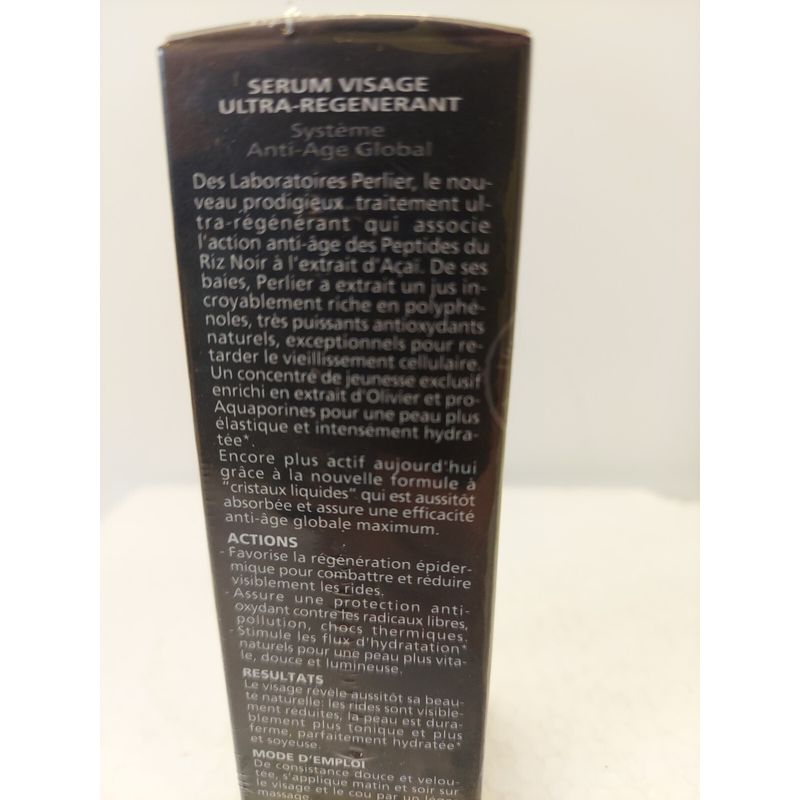 SERUM VISAGE
ULTRA-REGENERANT
Système
Anti-Age Global
Des Laboratoires Perlier, le nou-
veau prodigieux traitement ul-
tra-régénérant qui associe
l'action anti-âge des Peptides du
Riz Noir à l'extrait d'Açaï. De ses
baies, Perlier a extrait un jus in-
croyablement riche en polyphé-
noles, très puissants antioxydants
naturels, exceptionnels pour re-
tarder le vieillissement cellulaire.
Un concentré de jeunesse exclusif
enrichi en extrait d'Olivier et pro-
Aquaporines pour une peau plus
élastique et intensément hydra-
tée*.
Encore plus actif aujourd'hui
grâce à la nouvelle formule à
"cristaux liquides" qui est aussitôt
absorbée et assure une efficacité
anti-âge globale maximum.
ACTIONS
- Favorise la régénération épider-
mique pour combattre et réduire
visiblement les rides.
- Assure une protection anti-
oxydant contre les radicaux libres,
pollution, chocs thermiques.
- Stimule les flux d'hydratation*
naturels pour une peau plus vita-
le, douce et lumineuse.
RESULTATS
Le visage révèle aussitôt sa beau-
té naturelle: les rides sont visible-
ment réduites, la peau est dura-
blement plus tonique et plus
ferme, parfaitement hydratée*
et soyeuse.
MODE D'EMPLOI
De consistance douce et velou-
tée, s'applique matin et soir sur
le visage et le cou par un lége
massage.